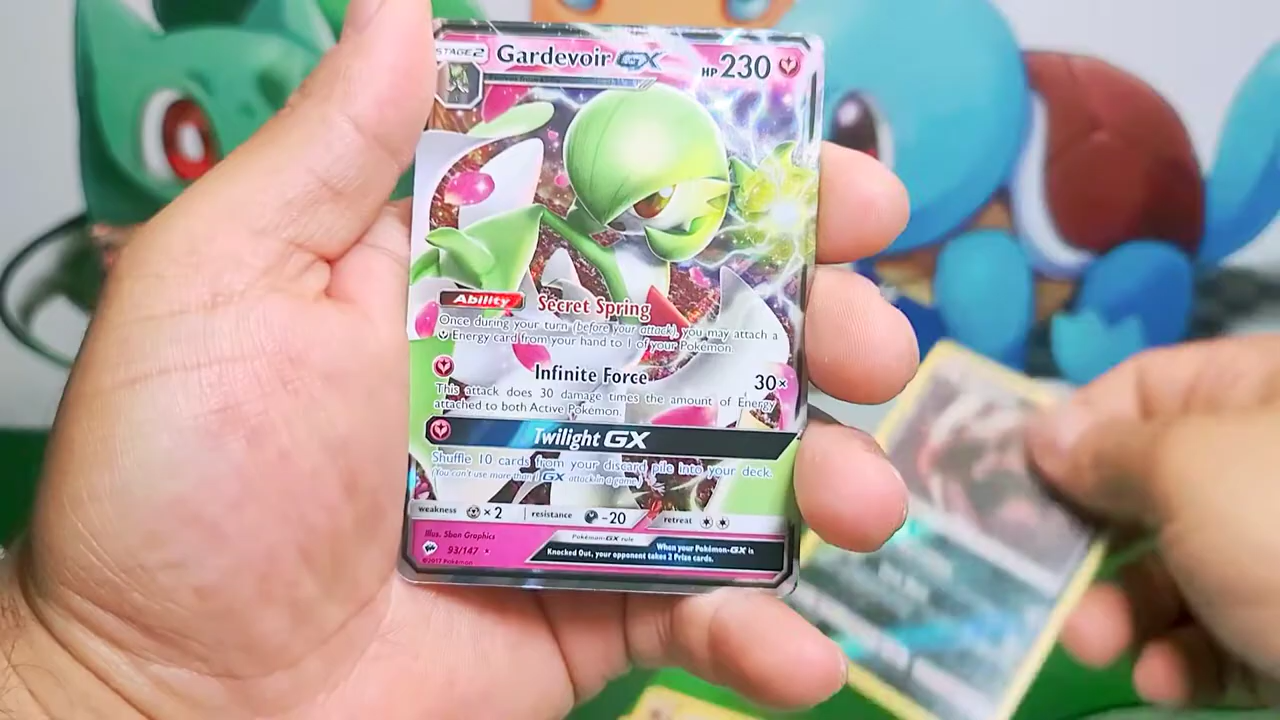 STAGE 2 Gardevoir GX HP 230
Ability Secret Spring
Once during your turn (before your attack), you may attach a
Energy card from your hand to 1 of your Pokémon.
Infinite Force 30×
This attack does 30 damage times the amount of Energy
attached to both Active Pokémon.
Twilight GX
Shuffle 10 cards from your discard pile into your deck.
(You can't use more than 1 GX attack in a game.)
weakness ×2 resistance -20 retreat
Illus. 5ban Graphics
Pokémon-GX rule
When your Pokémon-GX is
Knocked Out, your opponent takes 2 Prize cards.
93/147
©2017 Pokémon